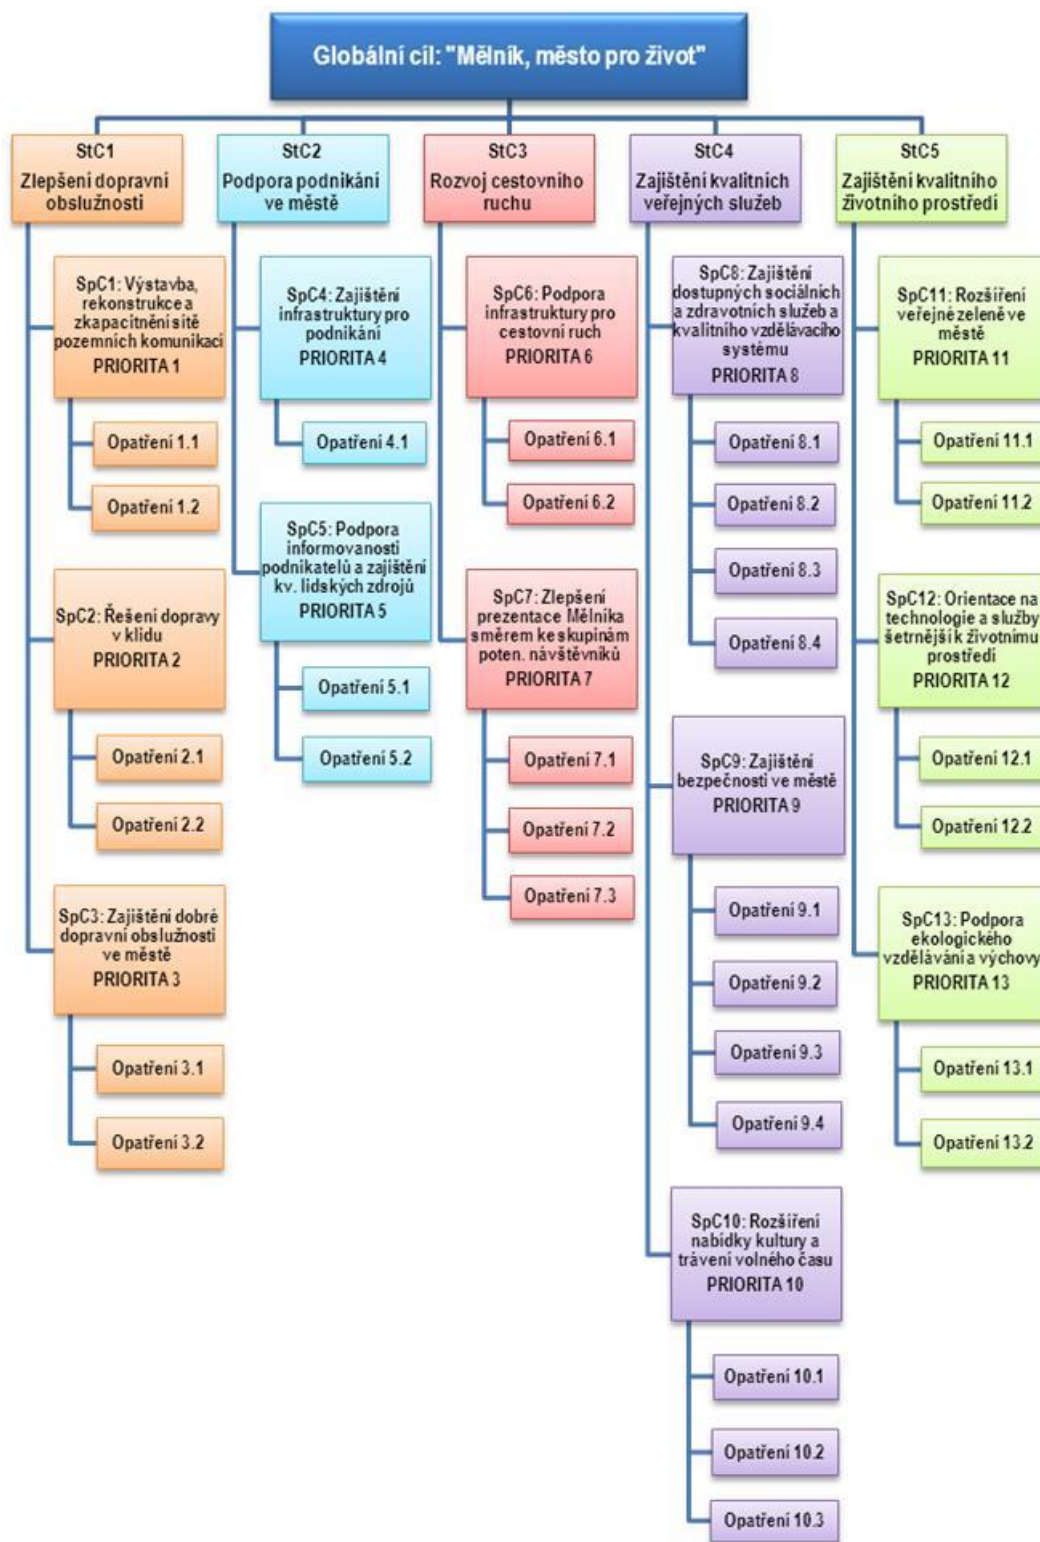 Globální cíl: "Mělník, město pro život"
StC1
Zlepšení dopravní
obslužnosti
StC2
Podpora podnikání
ve městě
StC3
Rozvoj cestovního
ruchu
StC4
Zajištění kvalitních
veřejných služeb
StC5
Zajištění kvalitního
životního prostředí
SpC1: Výstavba,
rekonstrukce a
zkapacitnění sítě
pozemních komunikací
PRIORITA 1
Opatření 1.1
Opatření 1.2
SpC2: Řešení dopravy
v klidu
PRIORITA 2
Opatření 2.1
Opatření 2.2
SpC3: Zajištění dobré
dopravní obslužnosti
ve městě
PRIORITA 3
Opatření 3.1
Opatření 3.2
SpC4: Zajištění
infrastruktury pro
podnikání
PRIORITA 4
Opatření 4.1
SpC5: Podpora
informovanosti
podnikatelů a zajištění
kv. lidských zdrojů
PRIORITA 5
Opatření 5.1
Opatření 5.2
SpC6: Podpora
infrastruktury pro
cestovní ruch
PRIORITA 6
Opatření 6.1
Opatření 6.2
SpC7: Zlepšení
prezentace Mělníka
směrem ke skupinám
poten. návštěvníků
PRIORITA 7
Opatření 7.1
Opatření 7.2
Opatření 7.3
SpC8: Zajištění
dostupných sociálních
a zdravotních služeb a
kvalitního vzdělávacího
systému
PRIORITA 8
Opatření 8.1
Opatření 8.2
Opatření 8.3
Opatření 8.4
SpC9: Zajištění
bezpečnosti ve městě
PRIORITA 9
Opatření 9.1
Opatření 9.2
Opatření 9.3
Opatření 9.4
SpC10: Rozšíření
nabídky kultury a
trávení volného času
PRIORITA 10
Opatření 10.1
Opatření 10.2
Opatření 10.3
SpC11: Rozšíření
veřejné zeleně ve
městě
PRIORITA 11
Opatření 11.1
Opatření 11.2
SpC12: Orientace na
technologie a služby
šetrnější k životnímu
prostředí
PRIORITA 12
Opatření 12.1
Opatření 12.2
SpC13: Podpora
ekologického
vzdělávání a výchovy
PRIORITA 13
Opatření 13.1
Opatření 13.2